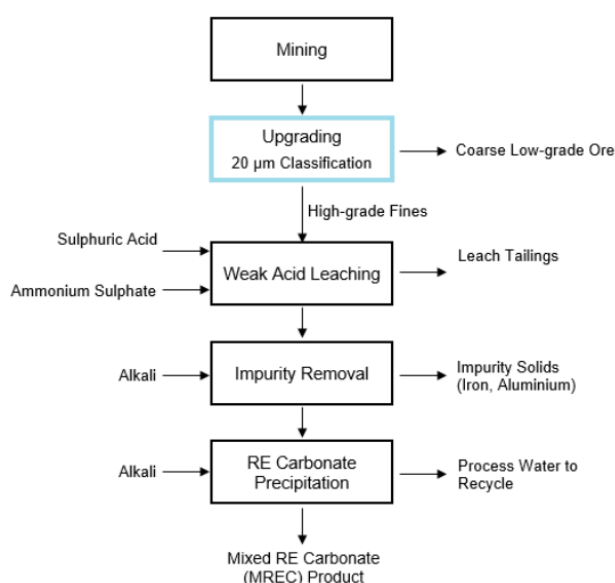 Mining
Upgrading
20 µm Classification
Coarse Low-grade Ore
High-grade Fines
Sulphuric Acid
Ammonium Sulphate
Weak Acid Leaching
Leach Tailings
Alkali
Impurity Removal
Impurity Solids
(Iron, Aluminium)
Alkali
RE Carbonate
Precipitation
Process Water to
Recycle
Mixed RE Carbonate
(MREC) Product